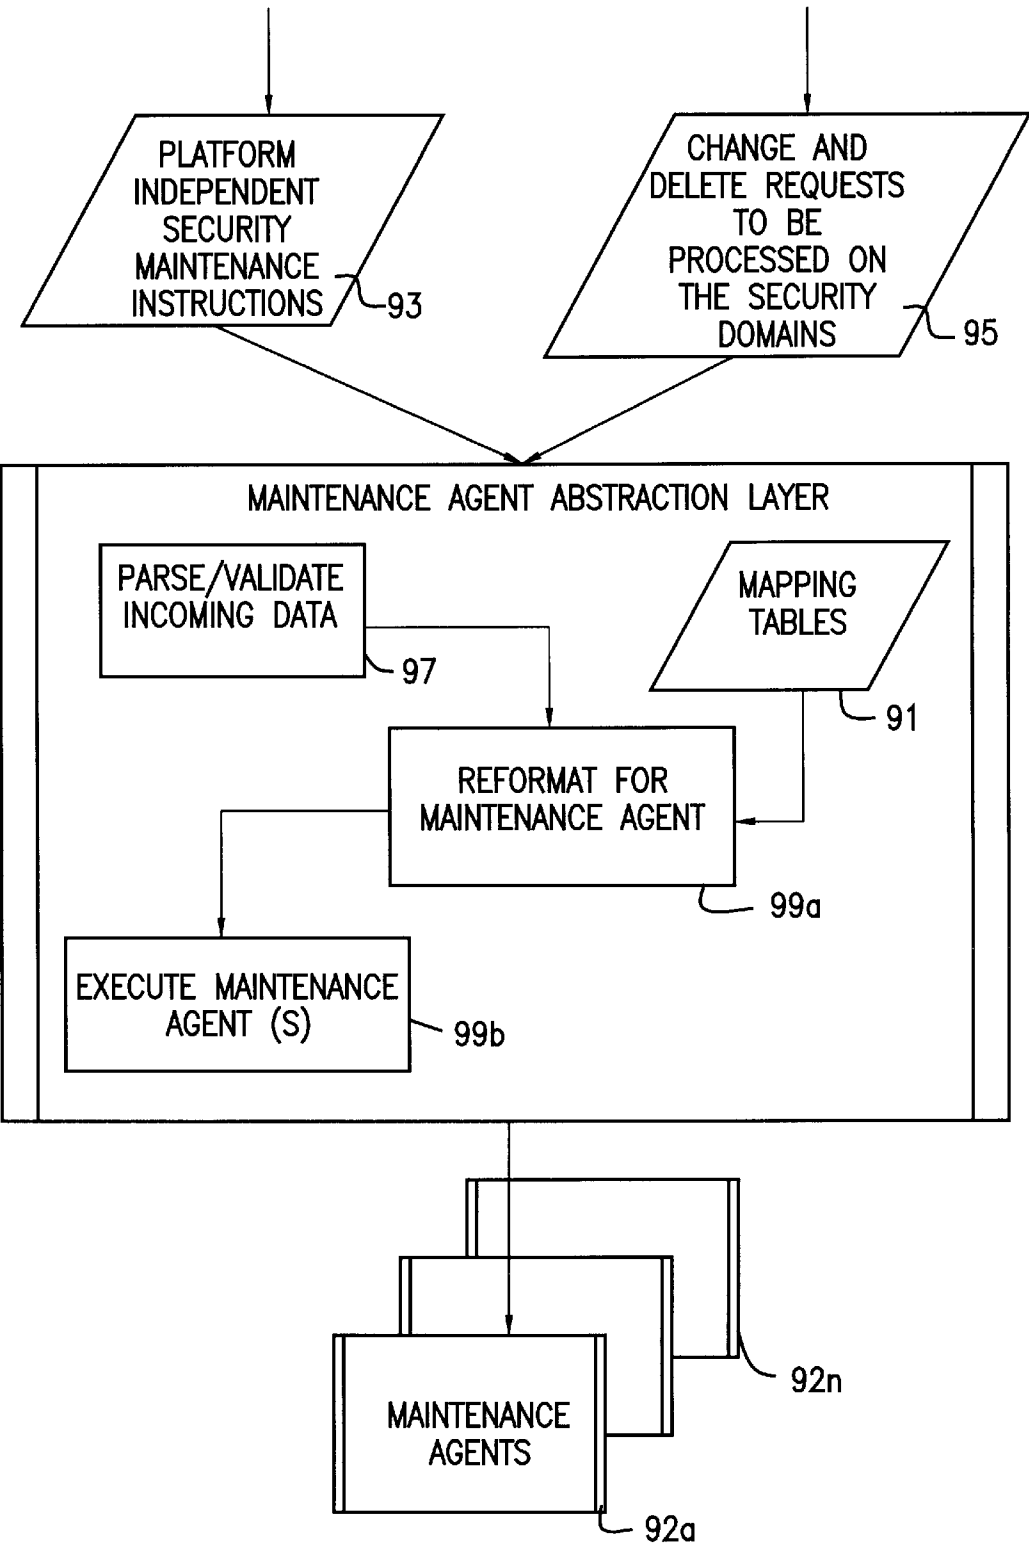 PLATFORM
INDEPENDENT
SECURITY
MAINTENANCE
INSTRUCTIONS
93
CHANGE AND
DELETE REQUESTS
TO BE
PROCESSED ON
THE SECURITY
DOMAINS
95
MAINTENANCE AGENT ABSTRACTION LAYER
PARSE/VALIDATE
INCOMING DATA
97
MAPPING
TABLES
91
REFORMAT FOR
MAINTENANCE AGENT
99a
EXECUTE MAINTENANCE
AGENT (S)
99b
92n
MAINTENANCE
AGENTS
92a